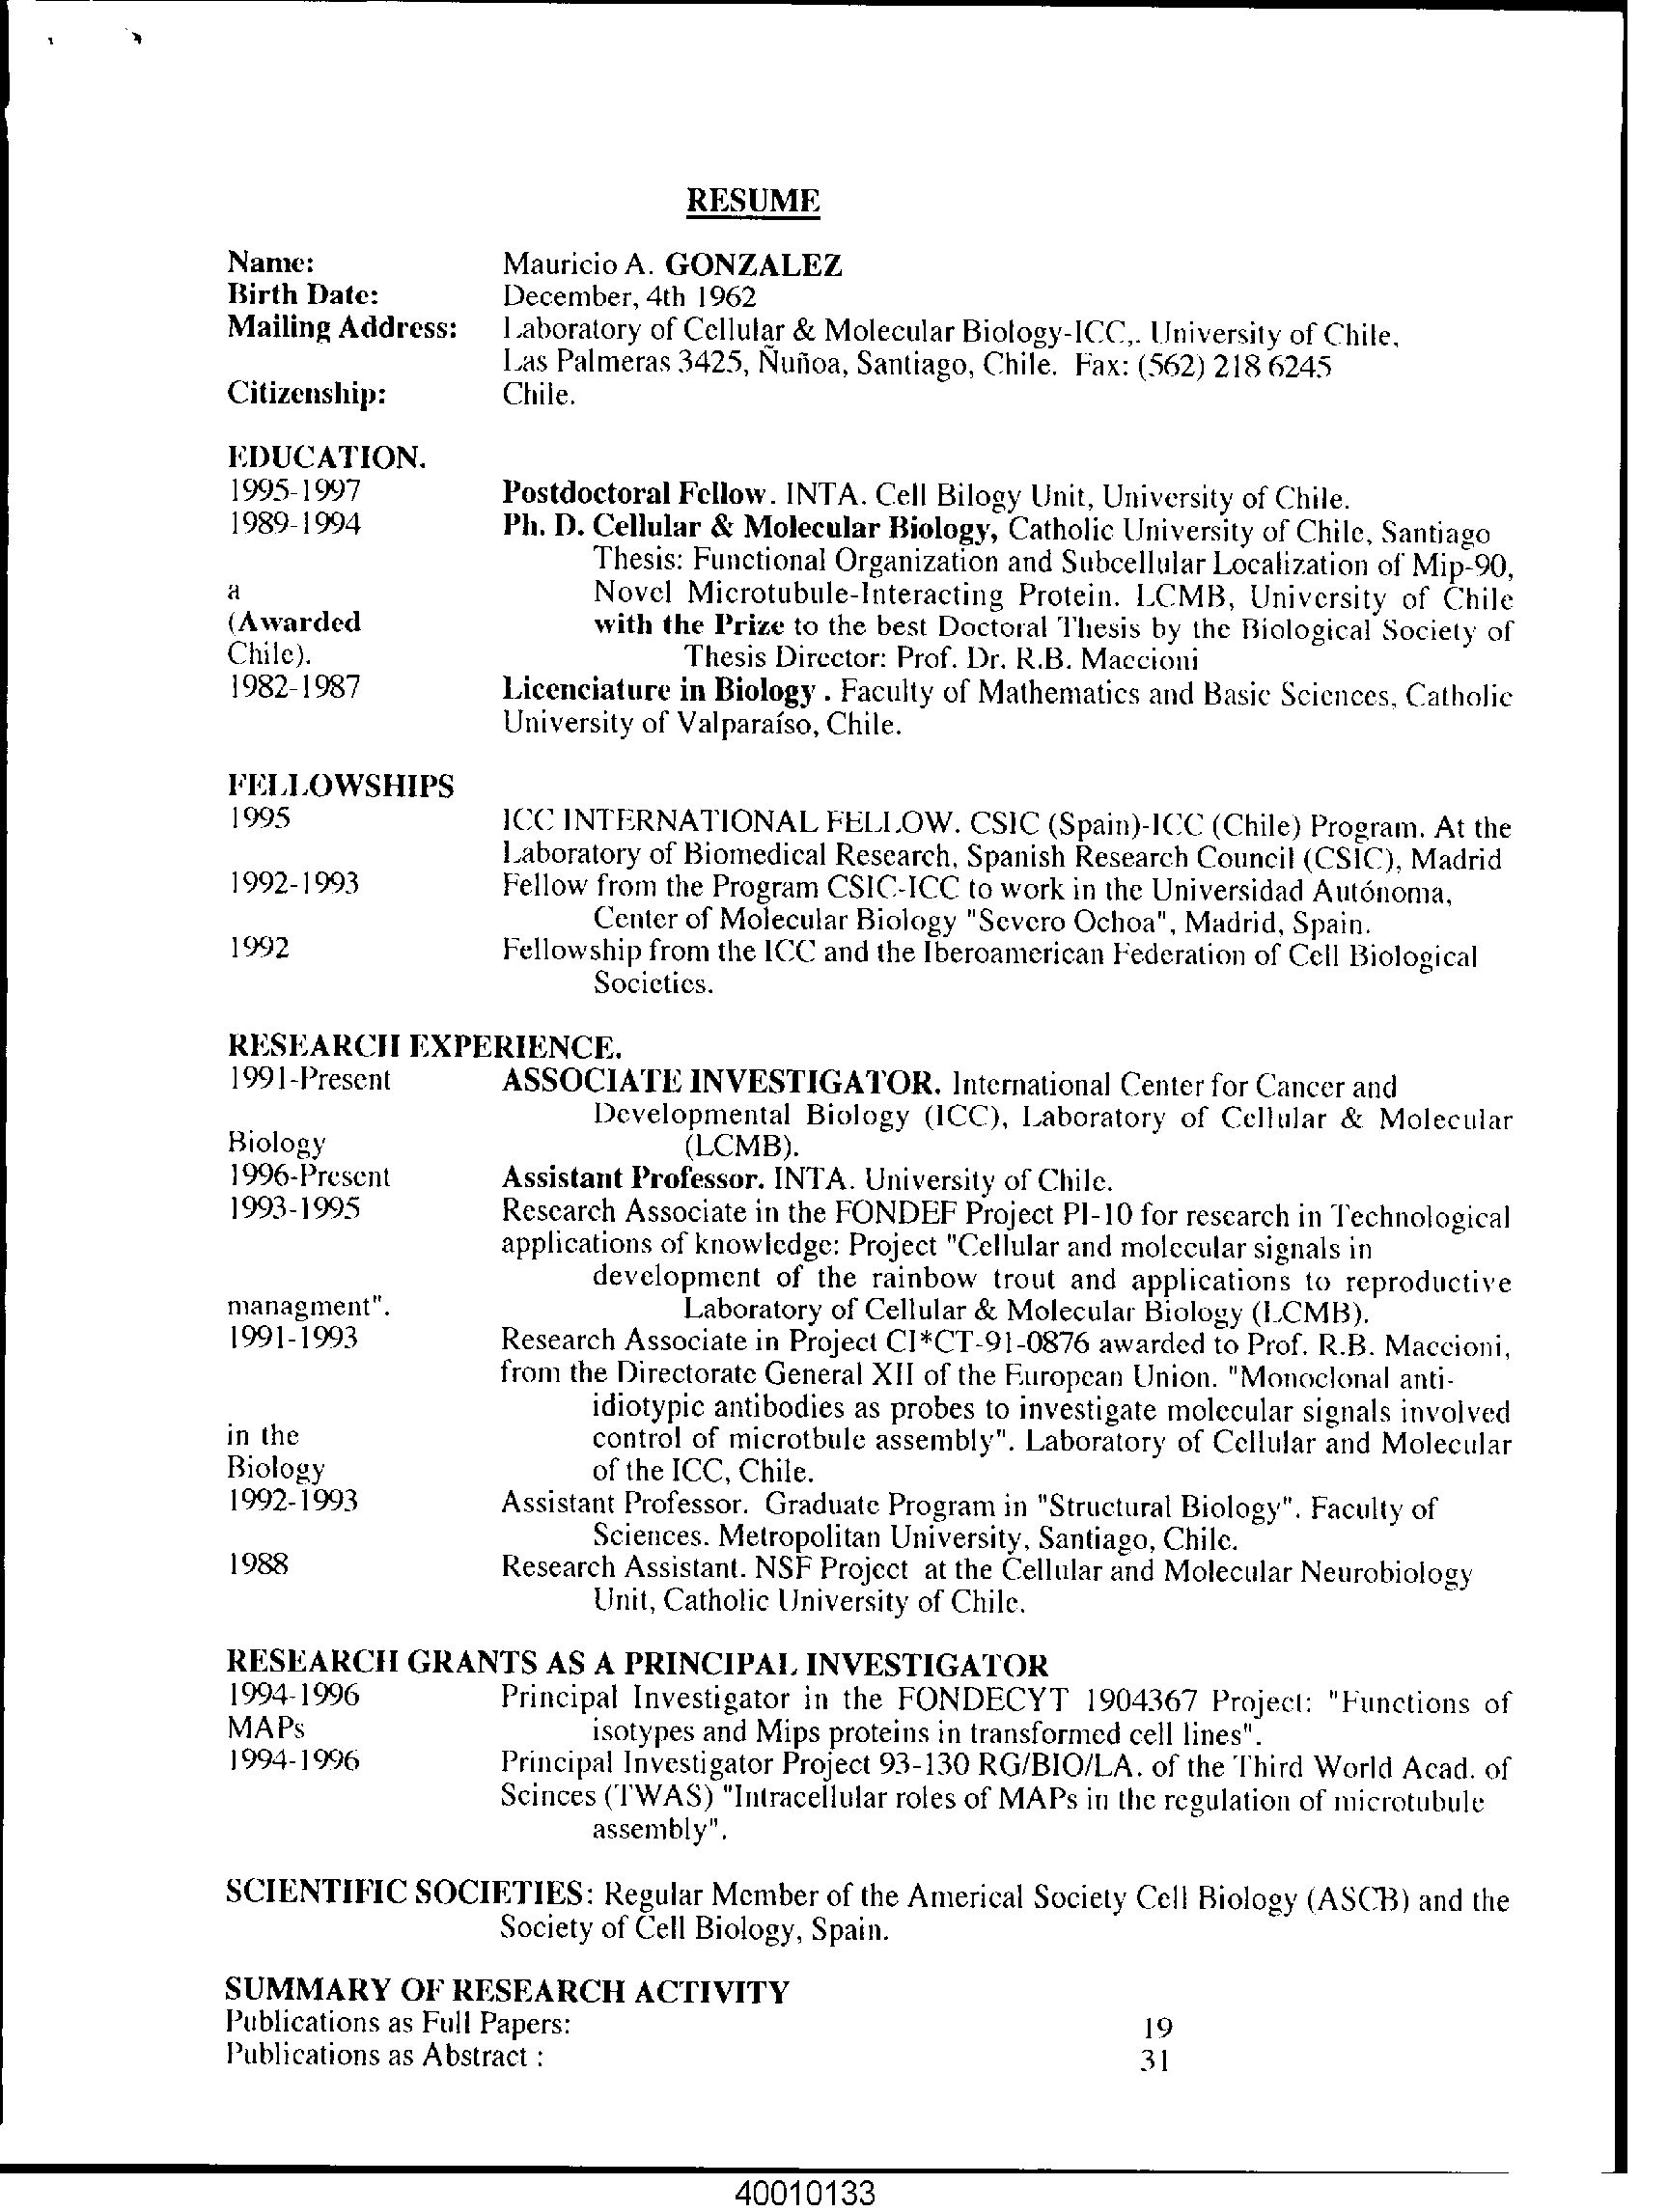 RESUME
Name: Mauricio A. GONZALEZ
Birth Date: December, 4th 1962
Mailing Address: Laboratory of Cellular & Molecular Biology-ICC,. University of Chile,
Las Palmeras 3425, Ñuñoa, Santiago, Chile. Fax: (562) 218 6245
Citizenship: Chile.
EDUCATION.
1995-1997 Postdoctoral Fellow. INTA. Cell Bilogy Unit, University of Chile.
1989-1994 Ph. D. Cellular & Molecular Biology, Catholic University of Chile, Santiago
Thesis: Functional Organization and Subcellular Localization of Mip-90,
a Novel Microtubule-Interacting Protein. LCMB, University of Chile
(Awarded with the Prize to the best Doctoral Thesis by the Biological Society of
Chile). Thesis Director: Prof. Dr. R.B. Maccioni
1982-1987 Licenciature in Biology . Faculty of Mathematics and Basic Sciences, Catholic
University of Valparaíso, Chile.
FELLOWSHIPS
1995 ICC INTERNATIONAL FELLOW. CSIC (Spain)-ICC (Chile) Program. At the
Laboratory of Biomedical Research, Spanish Research Council (CSIC), Madrid
1992-1993 Fellow from the Program CSIC-ICC to work in the Universidad Autónoma,
Center of Molecular Biology "Severo Ochoa", Madrid, Spain.
1992 Fellowship from the ICC and the Iberoamerican Federation of Cell Biological
Societies.
RESEARCH EXPERIENCE.
1991-Present ASSOCIATE INVESTIGATOR. International Center for Cancer and
Developmental Biology (ICC), Laboratory of Cellular & Molecular
Biology (LCMB).
1996-Present Assistant Professor. INTA. University of Chile.
1993-1995 Research Associate in the FONDEF Project PI-10 for research in Technological
applications of knowledge: Project "Cellular and molecular signals in
development of the rainbow trout and applications to reproductive
managment". Laboratory of Cellular & Molecular Biology (LCMB).
1991-1993 Research Associate in Project CI*CT-91-0876 awarded to Prof. R.B. Maccioni,
from the Directorate General XII of the European Union. "Monoclonal anti-
idiotypic antibodies as probes to investigate molecular signals involved
in the control of microtbule assembly". Laboratory of Cellular and Molecular
Biology of the ICC, Chile.
1992-1993 Assistant Professor. Graduate Program in "Structural Biology". Faculty of
Sciences. Metropolitan University, Santiago, Chile.
1988 Research Assistant. NSF Project at the Cellular and Molecular Neurobiology
Unit, Catholic University of Chile.
RESEARCH GRANTS AS A PRINCIPAL INVESTIGATOR
1994-1996 Principal Investigator in the FONDECYT 1904367 Project: "Functions of
MAPs isotypes and Mips proteins in transformed cell lines".
1994-1996 Principal Investigator Project 93-130 RG/BIO/LA. of the Third World Acad. of
Scinces (TWAS) "Intracellular roles of MAPs in the regulation of microtubule
assembly".
SCIENTIFIC SOCIETIES: Regular Member of the Americal Society Cell Biology (ASCB) and the
Society of Cell Biology, Spain.
SUMMARY OF RESEARCH ACTIVITY
Publications as Full Papers: 19
Publications as Abstract : 31
40010133